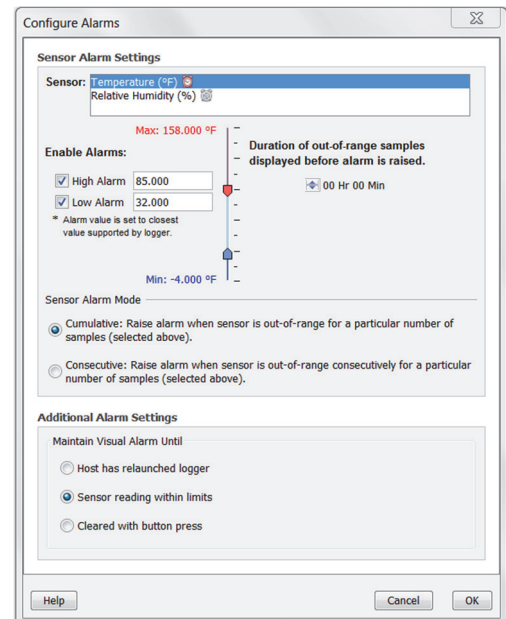 Configure Alarms
Sensor Alarm Settings
Sensor: Temperature (°F)
Relative Humidity (%)
Max: 158.000 °F
Duration of out-of-range samples
displayed before alarm is raised.
Enable Alarms:
00 Hr 00 Min
High Alarm 85.000
Low Alarm 32.000
* Alarm value is set to closest
value supported by logger.
Min: -4.000 °F
Sensor Alarm Mode
Cumulative: Raise alarm when sensor is out-of-range for a particular number of
samples (selected above).
Consecutive: Raise alarm when sensor is out-of-range consecutively for a particular
number of samples (selected above).
Additional Alarm Settings
Maintain Visual Alarm Until
Host has relaunched logger
Sensor reading within limits
Cleared with button press
Help
Cancel
OK